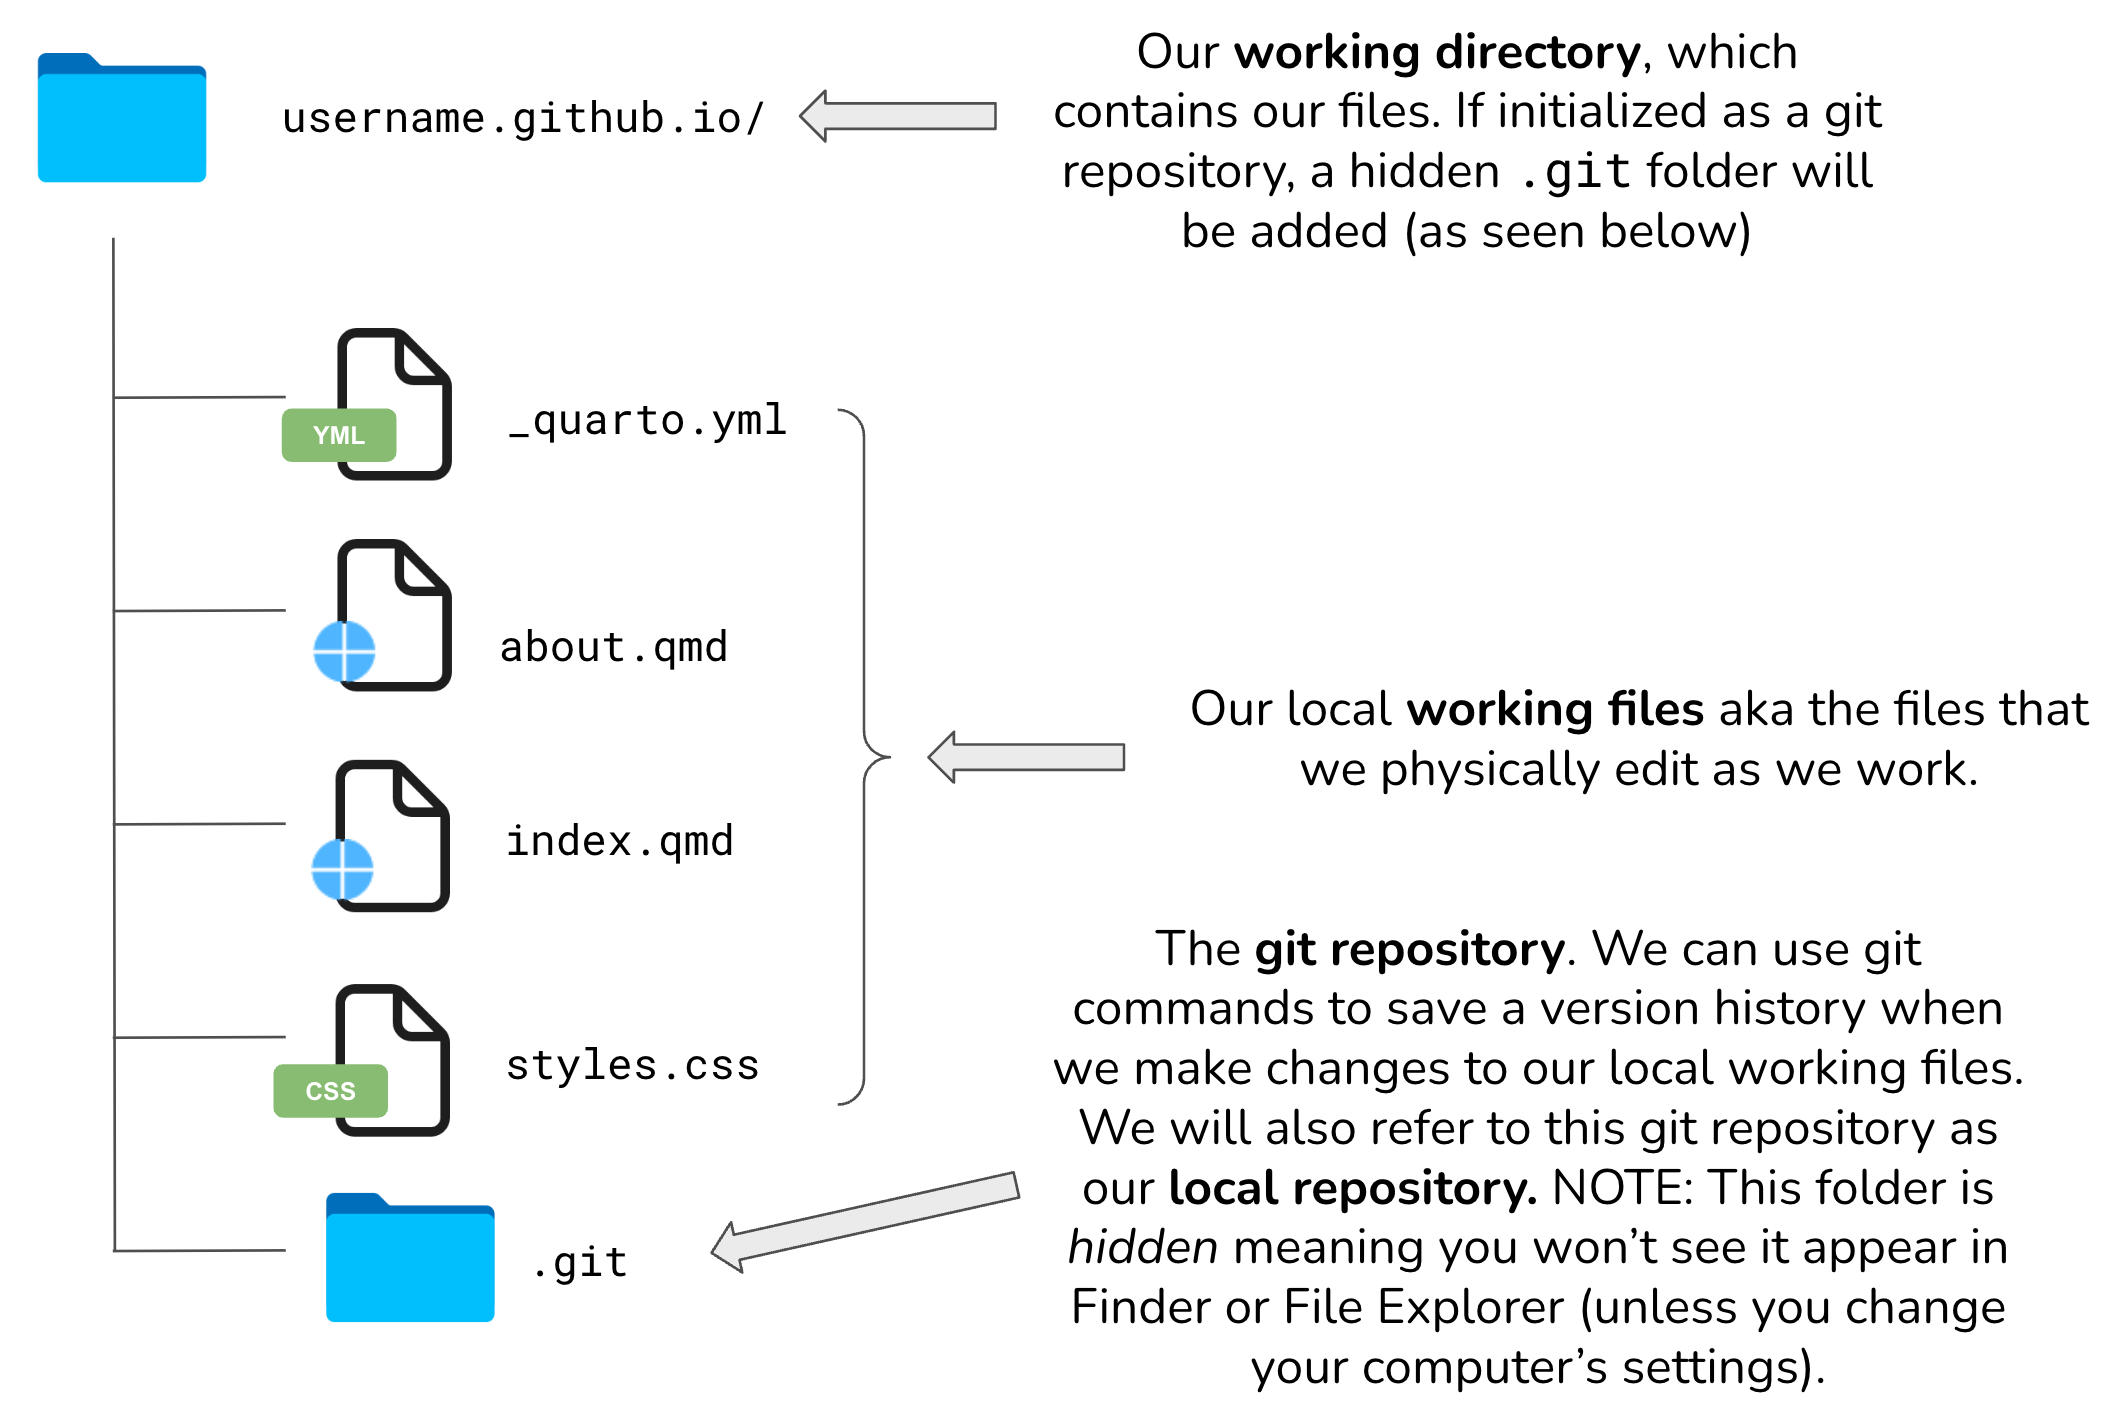 Our working directory, which
contains our files. If initialized as a git
repository, a hidden .git folder will
be added (as seen below)
username.github.io/
YML
_quarto.yml
about.qmd
Our local working files aka the files that
we physically edit as we work.
index.qmd
styles.css
CSS
The git repository. We can use git
commands to save a version history when
we make changes to our local working files.
We will also refer to this git repository as
our local repository. NOTE: This folder is
hidden meaning you won’t see it appear in
Finder or File Explorer (unless you change
your computer’s settings).
.git